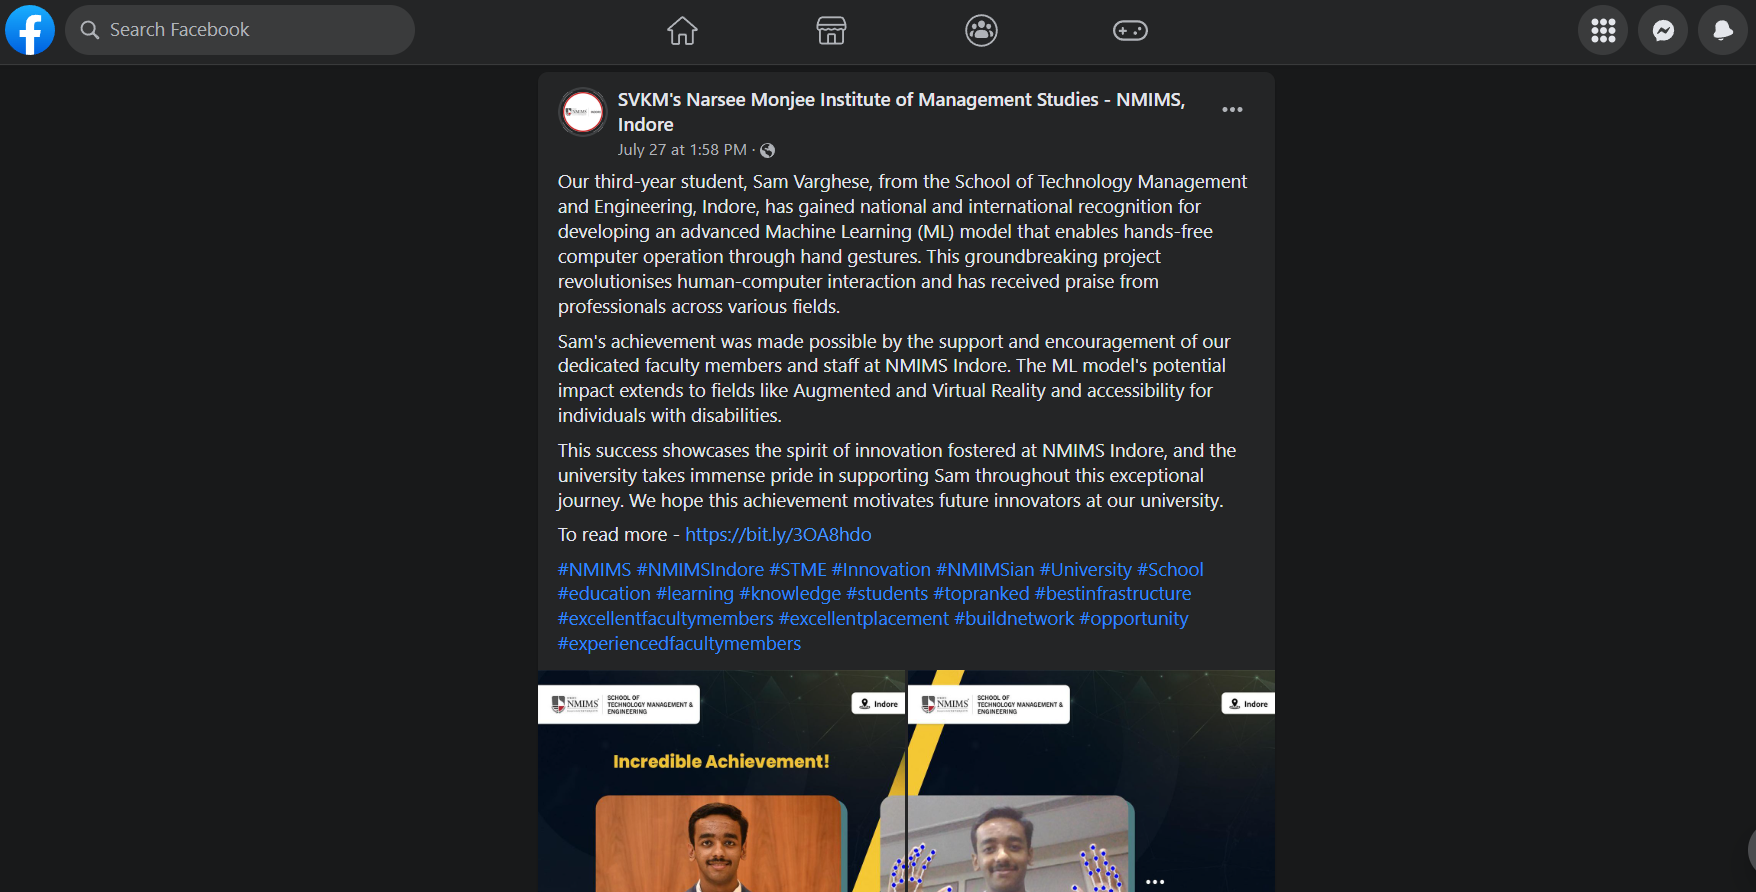 Search Facebook
SVKM's Narsee Monjee Institute of Management Studies - NMIMS,
Indore
July 27 at 1:58 PM ·
Our third-year student, Sam Varghese, from the School of Technology Management
and Engineering, Indore, has gained national and international recognition for
developing an advanced Machine Learning (ML) model that enables hands-free
computer operation through hand gestures. This groundbreaking project
revolutionises human-computer interaction and has received praise from
professionals across various fields.
Sam's achievement was made possible by the support and encouragement of our
dedicated faculty members and staff at NMIMS Indore. The ML model's potential
impact extends to fields like Augmented and Virtual Reality and accessibility for
individuals with disabilities.
This success showcases the spirit of innovation fostered at NMIMS Indore, and the
university takes immense pride in supporting Sam throughout this exceptional
journey. We hope this achievement motivates future innovators at our university.
To read more - https://bit.ly/3OA8hdo
#NMIMS #NMIMSIndore #STME #Innovation #NMIMSian #University #School
#education #learning #knowledge #students #topranked #bestinfrastructure
#excellentfacultymembers #excellentplacement #buildnetwork #opportunity
#experiencedfacultymembers
NMIMS
SCHOOL OF
TECHNOLOGY MANAGEMENT &
ENGINEERING
Indore
Incredible Achievement!
NMIMS
SCHOOL OF
TECHNOLOGY MANAGEMENT &
ENGINEERING
Indore